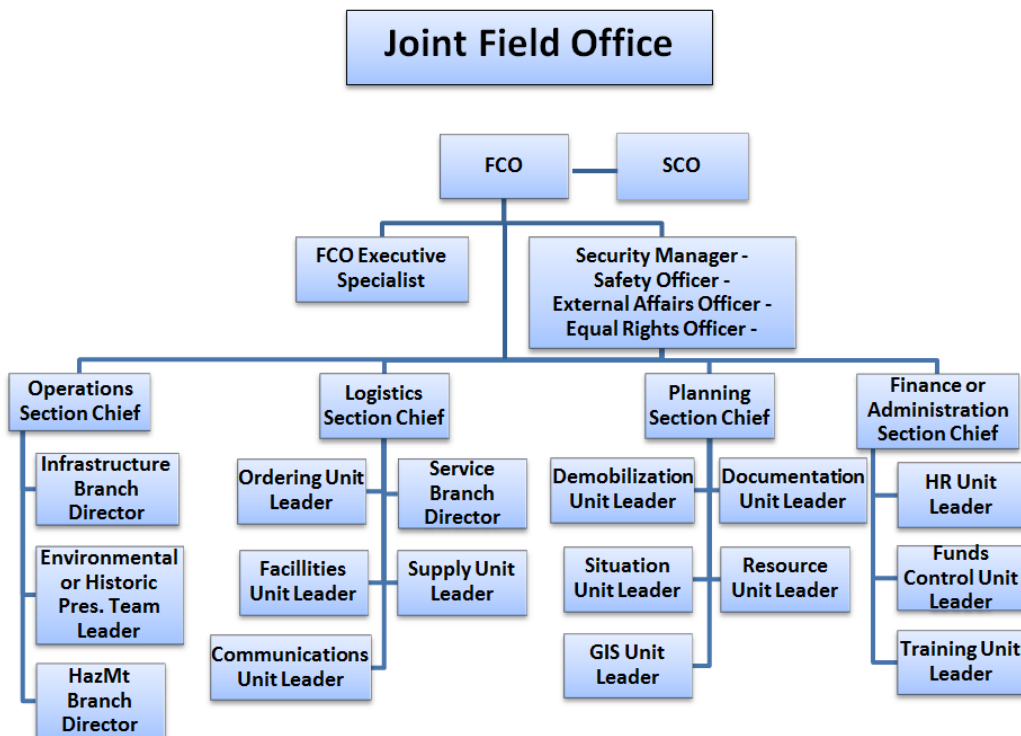 Joint Field Office
FCO
SCO
FCO Executive
Specialist
Security Manager -
Safety Officer -
External Affairs Officer -
Equal Rights Officer -
Operations
Section Chief
Infrastructure
Branch
Director
Environmental
or Historic
Pres. Team
Leader
HazMt
Branch
Director
Logistics
Section Chief
Ordering Unit
Leader
Service
Branch
Director
Facillities
Unit Leader
Supply Unit
Leader
Communications
Unit Leader
Planning
Section Chief
Demobilization
Unit Leader
Documentation
Unit Leader
Situation
Unit Leader
Resource
Unit Leader
GIS Unit
Leader
Finance or
Administration
Section Chief
HR Unit
Leader
Funds
Control Unit
Leader
Training Unit
Leader